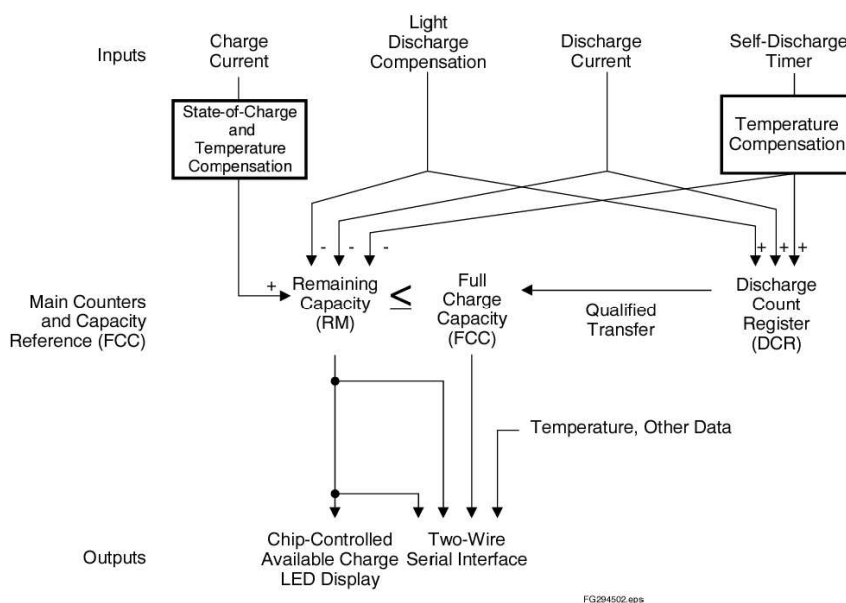 Inputs
Charge
Current
Light
Discharge
Compensation
Discharge
Current
Self-Discharge
Timer
State-of-Charge
and
Temperature
Compensation
Temperature
Compensation
- - -
+ + +
+
Main Counters
and Capacity
Reference (FCC)
Remaining
Capacity
(RM)
≤
Full
Charge
Capacity
(FCC)
Qualified
Transfer
Discharge
Count
Register
(DCR)
Temperature, Other Data
Outputs
Chip-Controlled
Available Charge
LED Display
Two-Wire
Serial Interface
FG294502.eps